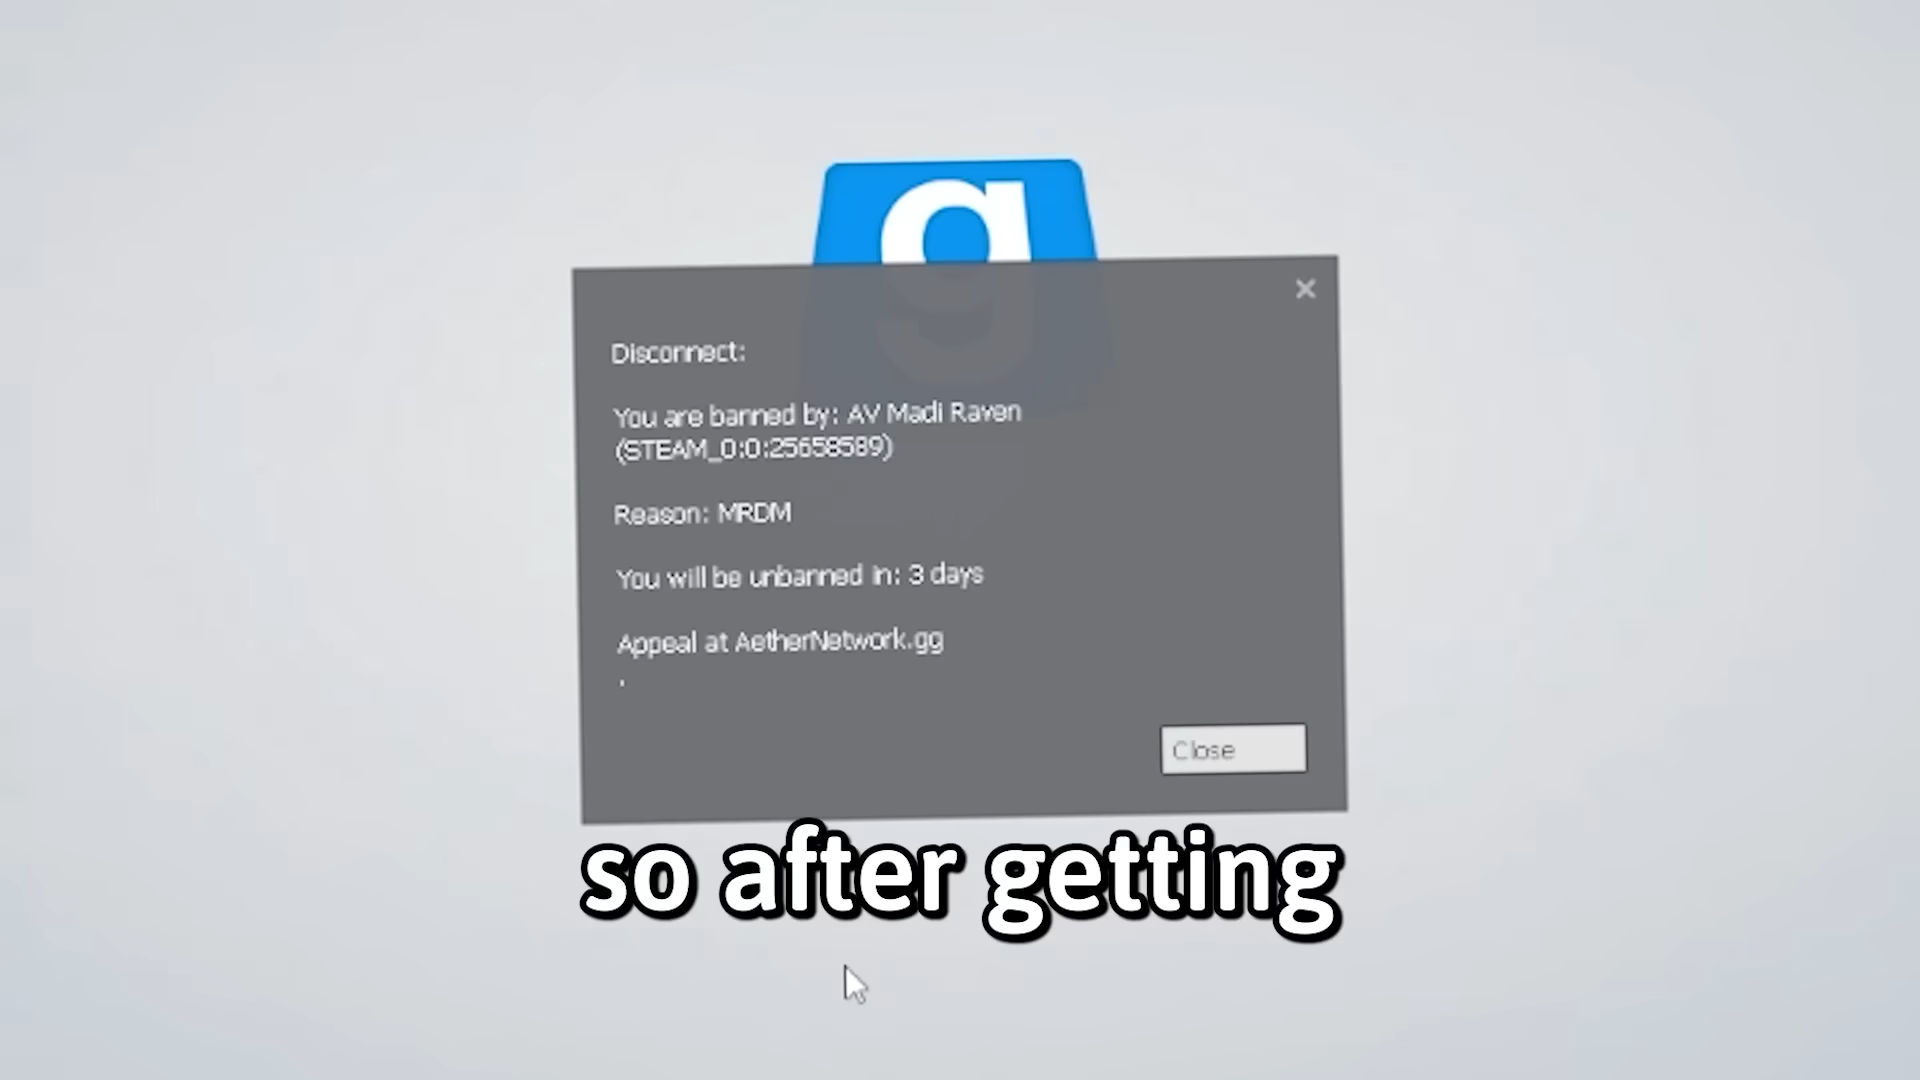 g
Disconnect:
You are banned by: AV Madi Raven
(STEAM_0:0:25658589)
Reason: MRDM
You will be unbanned in: 3 days
Appeal at AetherNetwork.gg
.
Close
so after getting